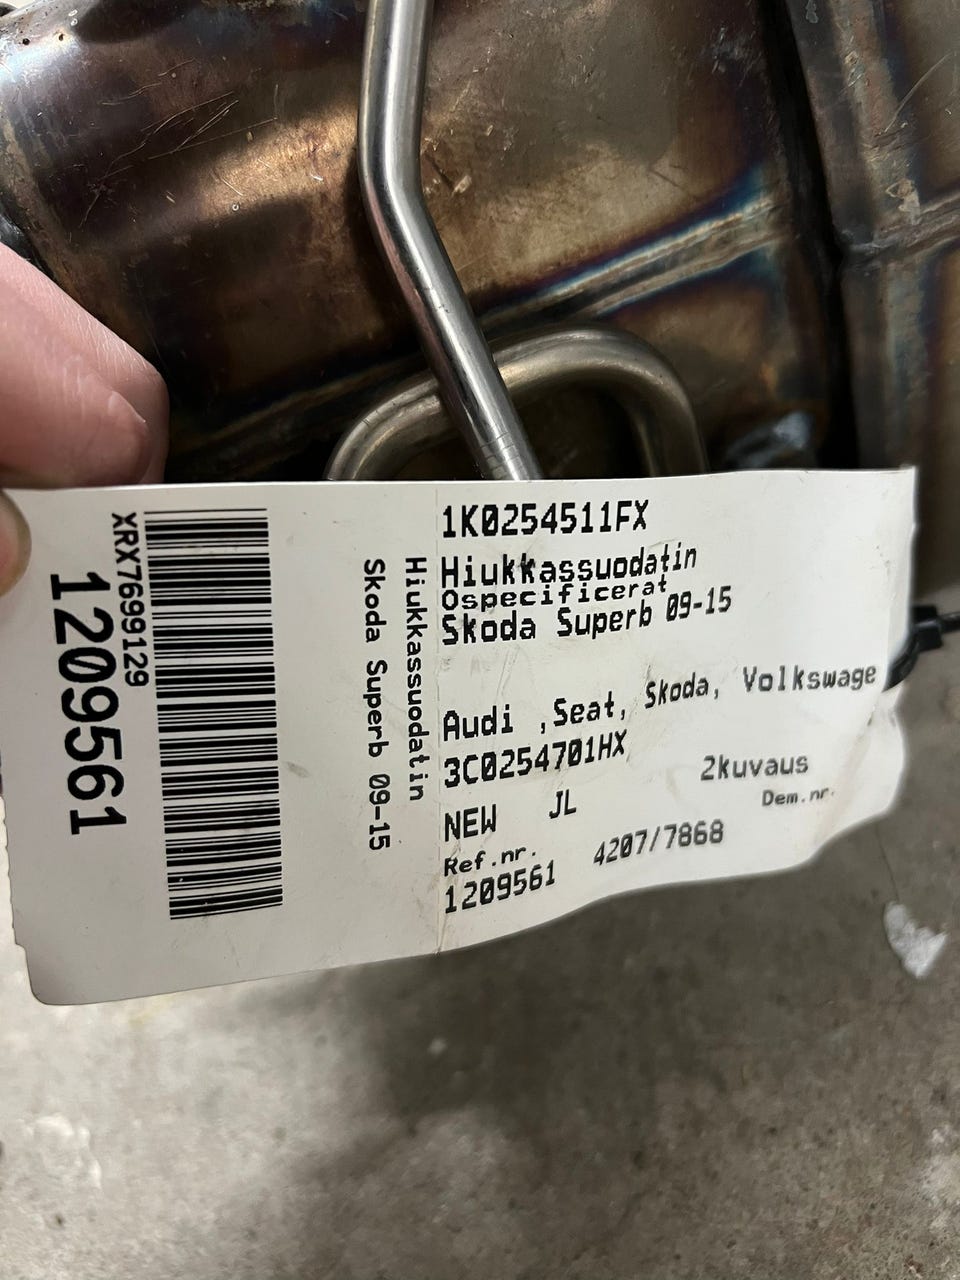 1K0254511FX
Hiukkassuodatin
Ospecificerat
Skoda Superb 09-15
Audi ,Seat, Skoda, Volkswage
3C0254701HX
2kuvaus
NEW JL
Dem.nr.
Ref.nr.
4207/7868
1209561
Hiukkassuodatin
Skoda Superb 09-15
XRX7699129
1209561